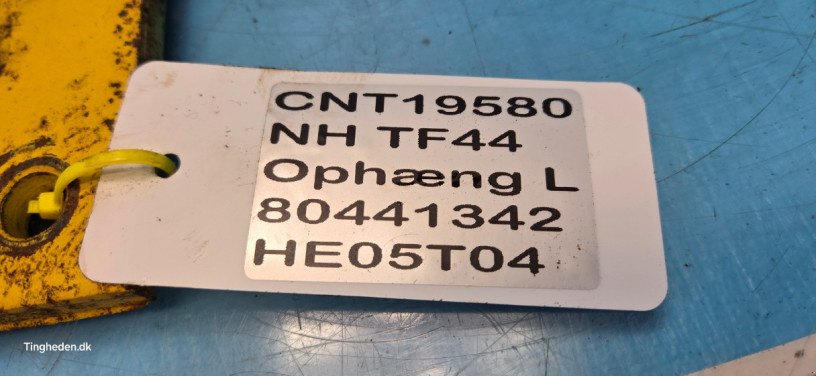 CNT19580
NH TF44
Ophæng L
80441342
HE05T04
Tingheden.dk